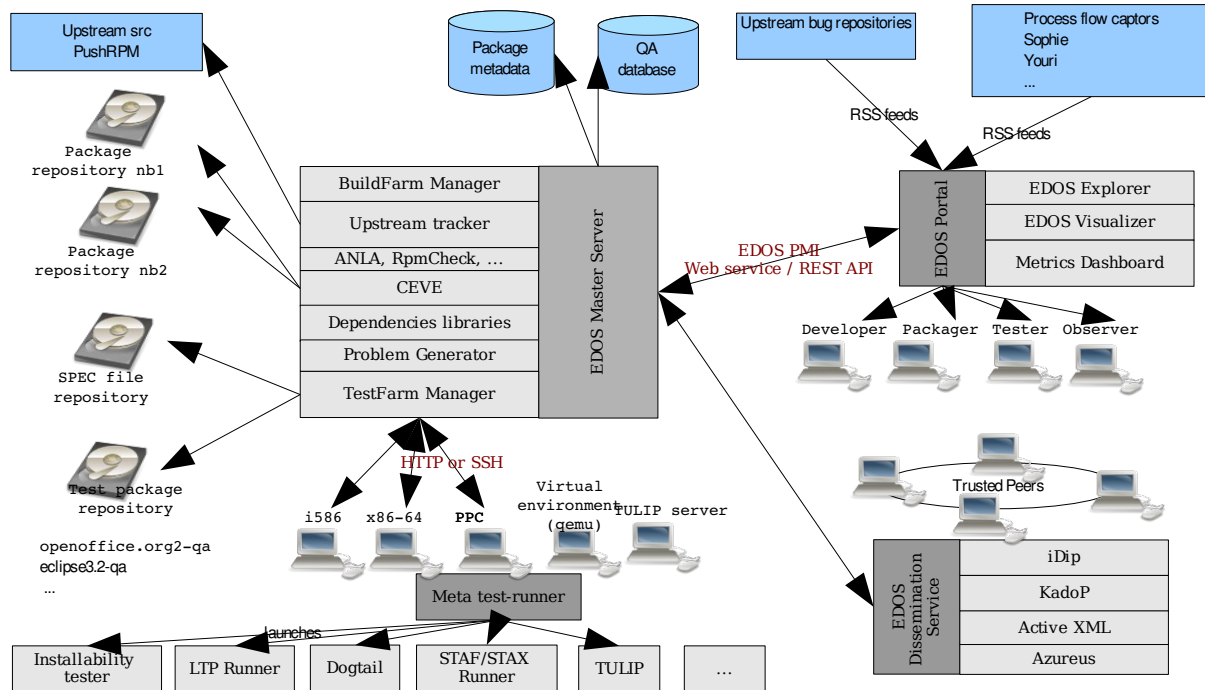 Upstream src
PushRPM
Package
metadata
QA
database
Upstream bug repositories
Process flow captors
Sophie
Youri
...
RSS feeds
RSS feeds
Package
repository nb1
Package
repository nb2
SPEC file
repository
Test package
repository
openoffice.org2-qa
eclipse3.2-qa
...
BuildFarm Manager
Upstream tracker
ANLA, RpmCheck, ...
CEVE
Dependencies libraries
Problem Generator
TestFarm Manager
EDOS Master Server
EDOS PMI
Web service / REST API
EDOS Portal
EDOS Explorer
EDOS Visualizer
Metrics Dashboard
Developer
Packager
Tester
Observer
HTTP or SSH
i586
x86-64
PPC
Virtual
environment
(qemu)
TULIP server
Trusted Peers
EDOS
Dissemination
Service
iDip
KadoP
Active XML
Azureus
Meta test-runner
launches
Installability
tester
LTP Runner
Dogtail
STAF/STAX
Runner
TULIP
...